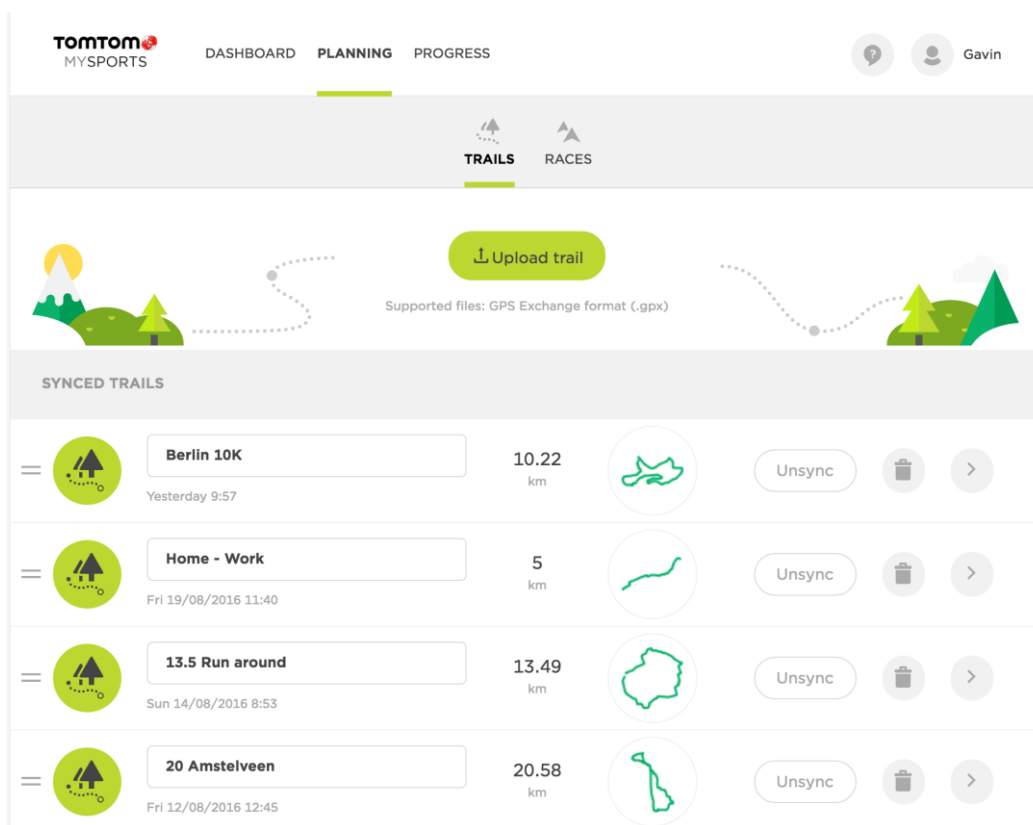 TOMTOM
MYSPORTS
DASHBOARD PLANNING PROGRESS
? Gavin
TRAILS RACES
Upload trail
Supported files: GPS Exchange format (.gpx)
SYNCED TRAILS
Berlin 10K
10.22
km
Unsync
Yesterday 9:57
Home - Work
5
km
Unsync
Fri 19/08/2016 11:40
13.5 Run around
13.49
km
Unsync
Sun 14/08/2016 8:53
20 Amstelveen
20.58
km
Unsync
Fri 12/08/2016 12:45